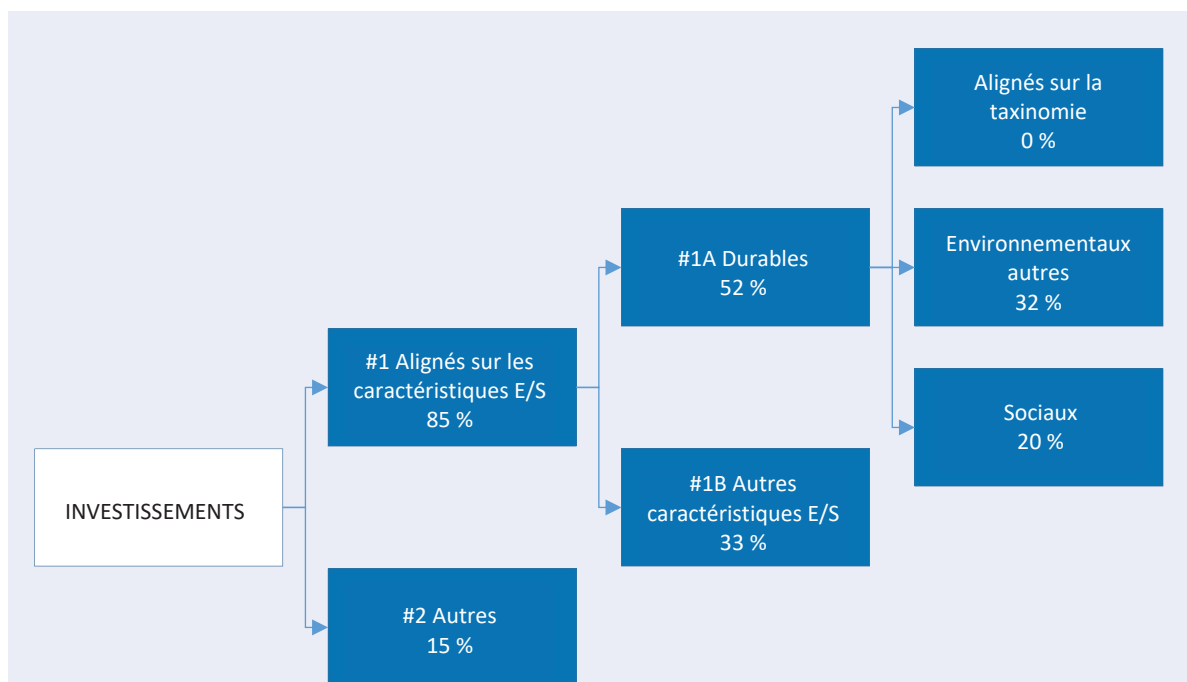 INVESTISSEMENTS
#1 Alignés sur les
caractéristiques E/S
85 %
#2 Autres
15 %
#1A Durables
52 %
#1B Autres
caractéristiques E/S
33 %
Alignés sur la
taxinomie
0 %
Environnementaux
autres
32 %
Sociaux
20 %